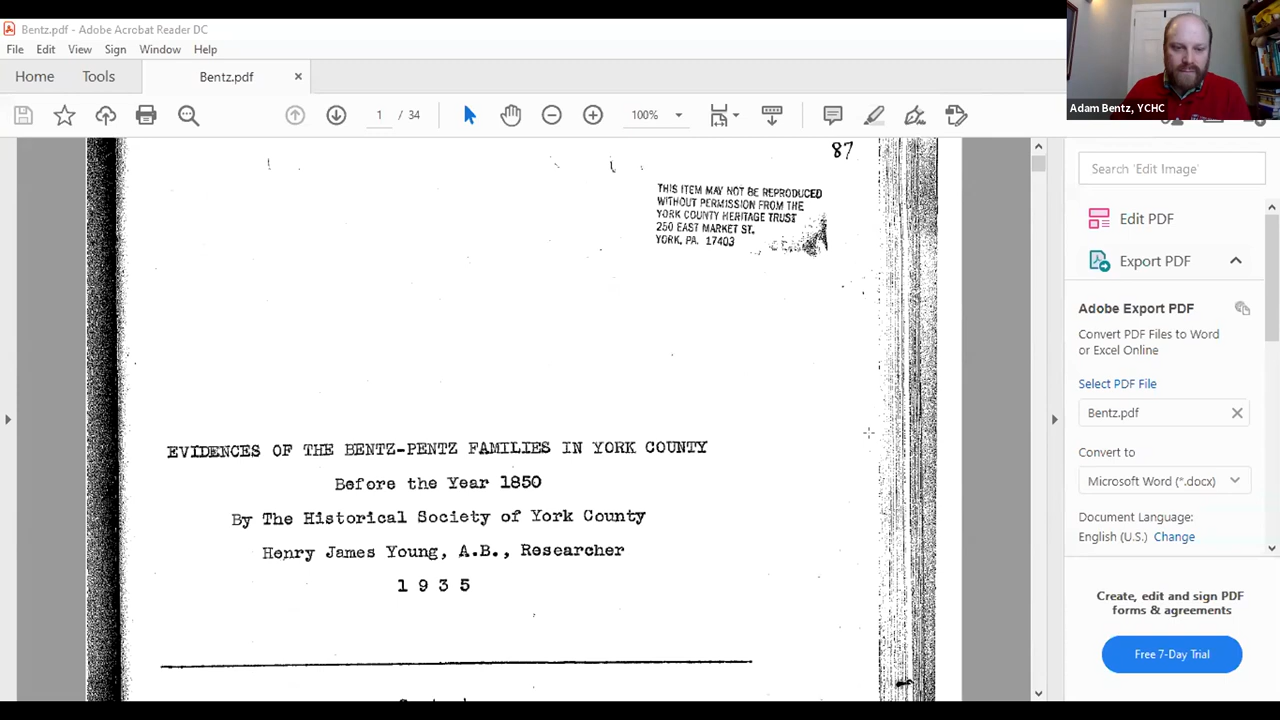 Bentz.pdf - Adobe Acrobat Reader DC
File Edit View Sign Window Help
Home Tools Bentz.pdf
1 / 34 100%
Adam Bentz, YCHC
87
THIS ITEM MAY NOT BE REPRODUCED
WITHOUT PERMISSION FROM THE
YORK COUNTY HERITAGE TRUST
250 EAST MARKET ST.
YORK, PA. 17403
EVIDENCES OF THE BENTZ-PENTZ FAMILIES IN YORK COUNTY
Before the Year 1850
By The Historical Society of York County
Henry James Young, A.B., Researcher
1 9 3 5
Search 'Edit Image'
Edit PDF
Export PDF
Adobe Export PDF
Convert PDF Files to Word
or Excel Online
Select PDF File
Bentz.pdf
Convert to
Microsoft Word (*.docx)
Document Language:
English (U.S.) Change
Create, edit and sign PDF
forms & agreements
Free 7-Day Trial